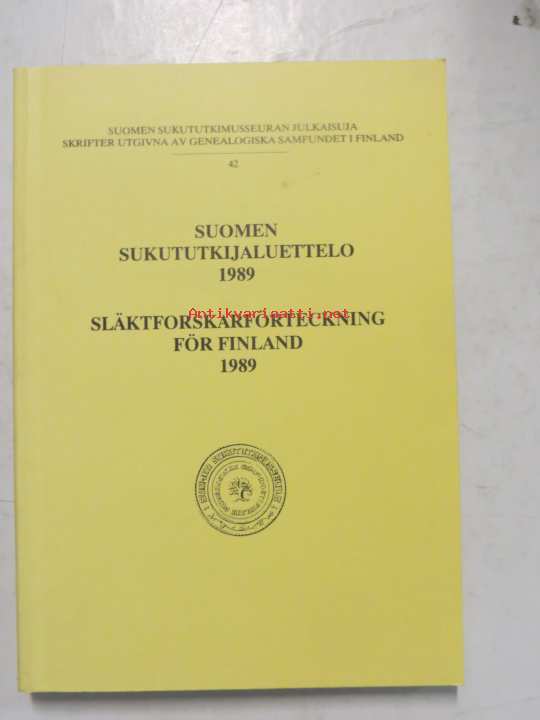 SUOMEN SUKUTUTKIMUSSEURAN JULKAISUJA
SKRIFTER UTGIVNA AV GENEALOGISKA SAMFUNDET I FINLAND
42
SUOMEN
SUKUTUTKIJALUETTELO
1989
Antikvariaatti.net
SLÄKTFORSKARFÖRTECKNING
FÖR FINLAND
1989